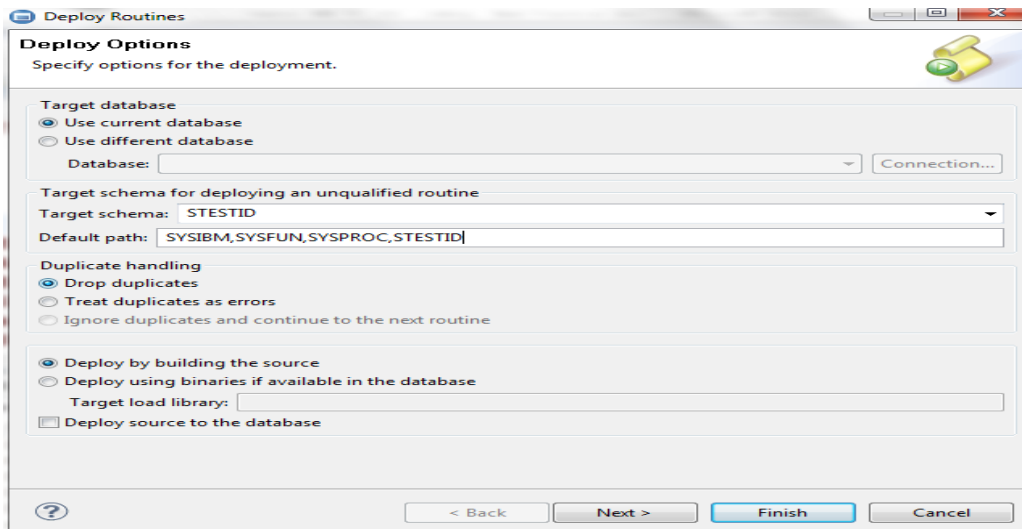 Deploy Routines
Deploy Options
Specify options for the deployment.
Target database
Use current database
Use different database
Database: Connection...
Target schema for deploying an unqualified routine
Target schema: STESTID
Default path: SYSIBM,SYSFUN,SYSPROC,STESTID
Duplicate handling
Drop duplicates
Treat duplicates as errors
Ignore duplicates and continue to the next routine
Deploy by building the source
Deploy using binaries if available in the database
Target load library:
Deploy source to the database
? < Back Next > Finish Cancel